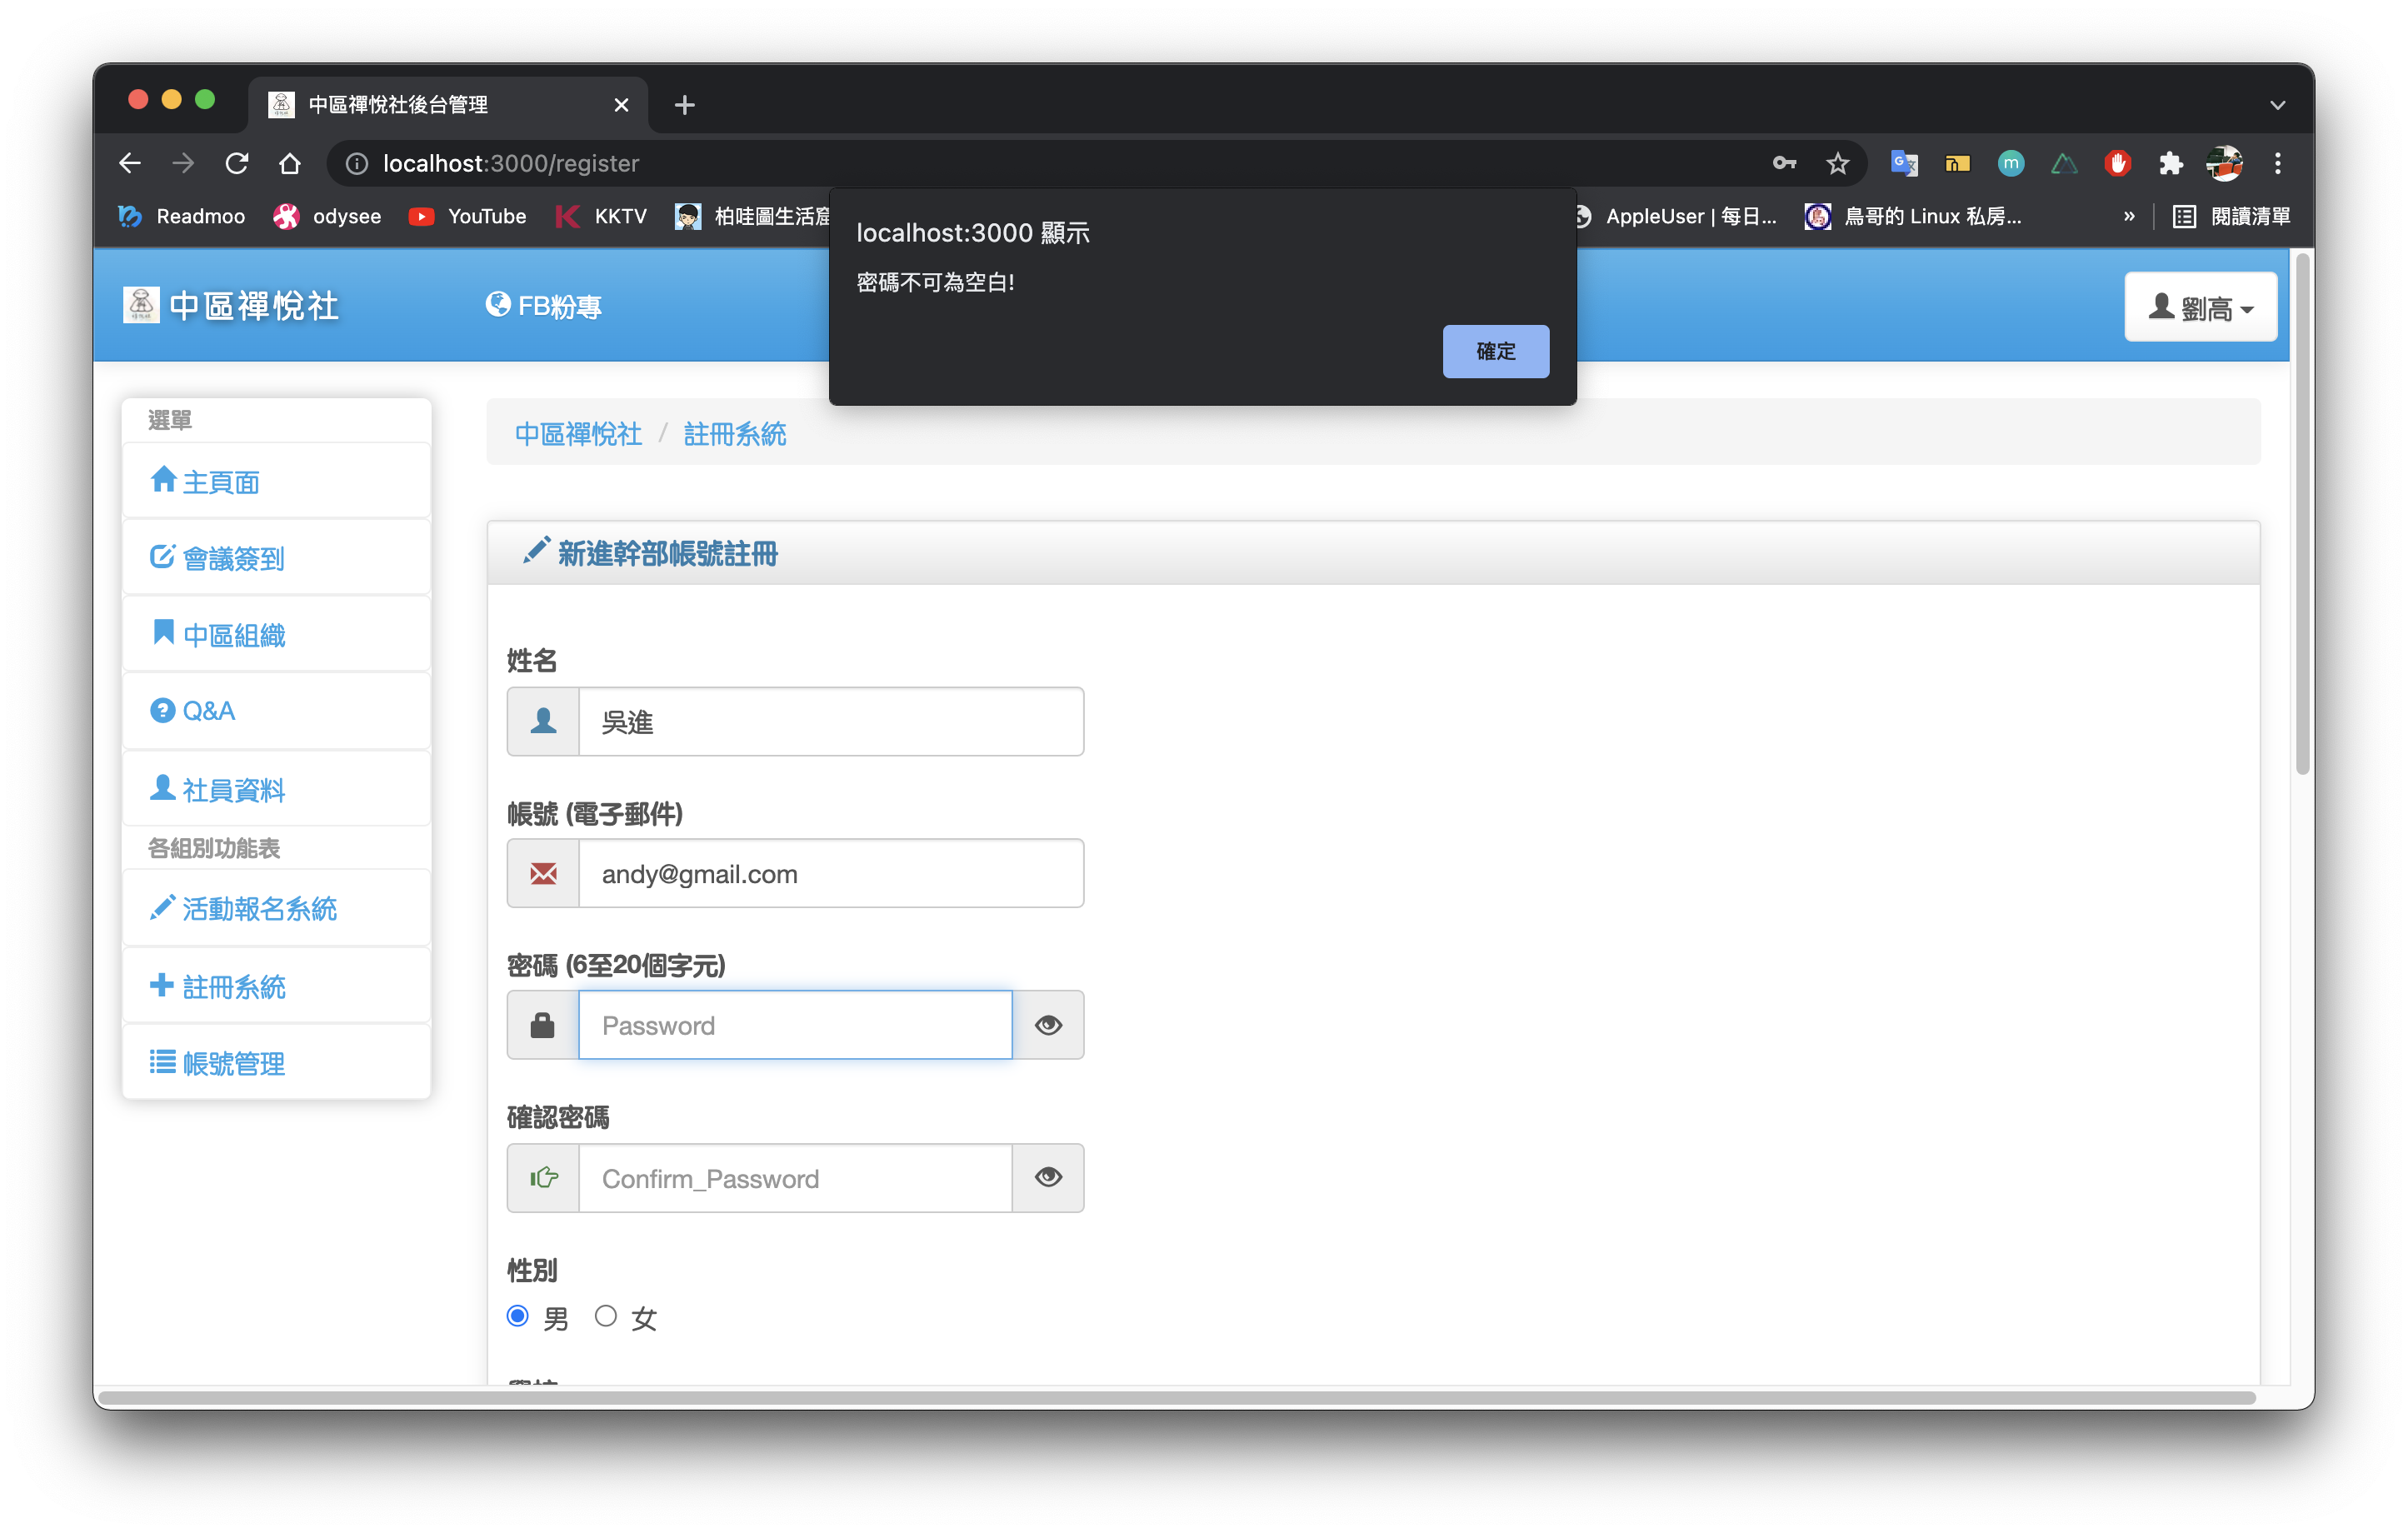 中區禪悅社後台管理
localhost:3000/register
Readmoo odysee YouTube KKTV 柏哇圖生活窟 AppleUser | 每日... 鳥哥的 Linux 私房... » 閱讀清單
localhost:3000 顯示
密碼不可為空白!
確定
中區禪悅社 FB粉專 劉高
選單
主頁面
會議簽到
中區組織
Q&A
社員資料
各組別功能表
活動報名系統
註冊系統
帳號管理
中區禪悅社 / 註冊系統
新進幹部帳號註冊
姓名
吳進
帳號 (電子郵件)
andy@gmail.com
密碼 (6至20個字元)
Password
確認密碼
Confirm_Password
性別
男 女